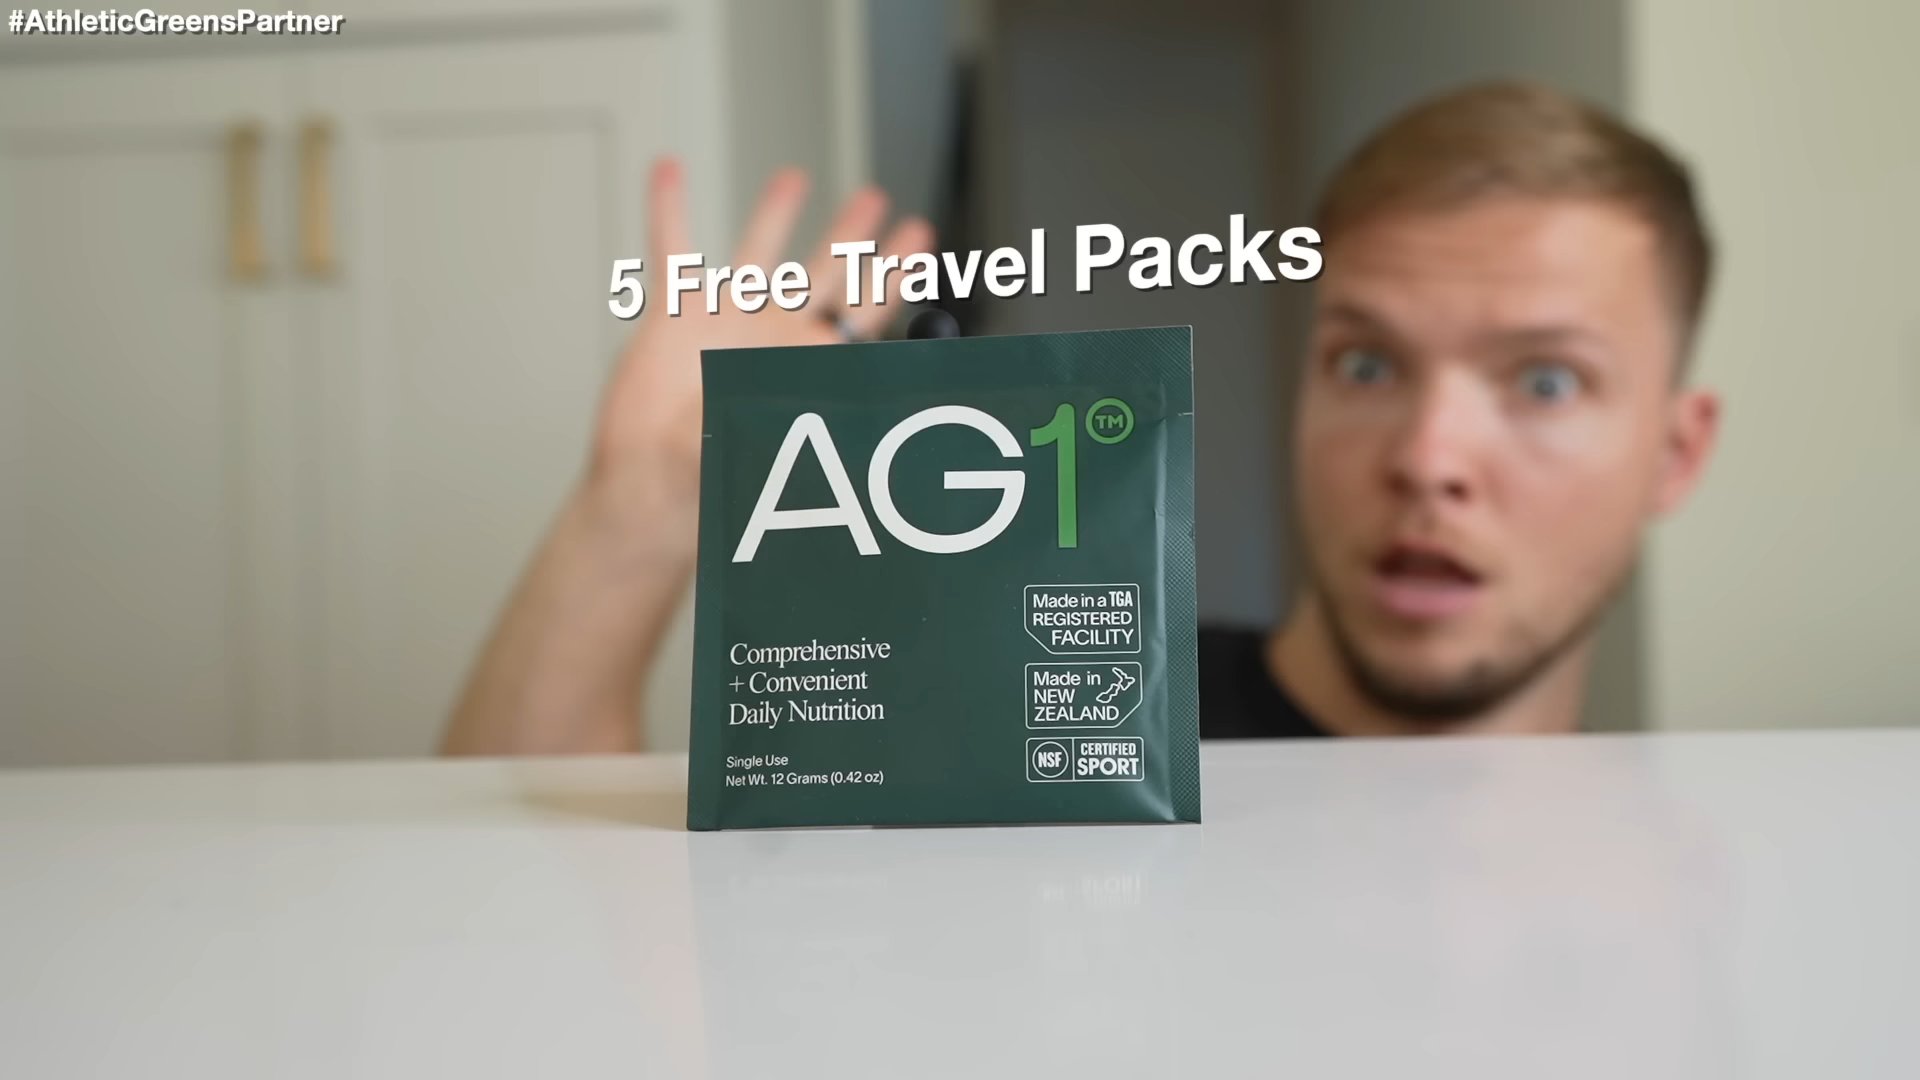 #AthleticGreensPartner
5 Free Travel Packs
AG1™
Comprehensive
+ Convenient
Daily Nutrition
Single Use
Net Wt. 12 Grams (0.42 oz)
Made in a TGA
REGISTERED
FACILITY
Made in
NEW
ZEALAND
NSF
CERTIFIED
SPORT